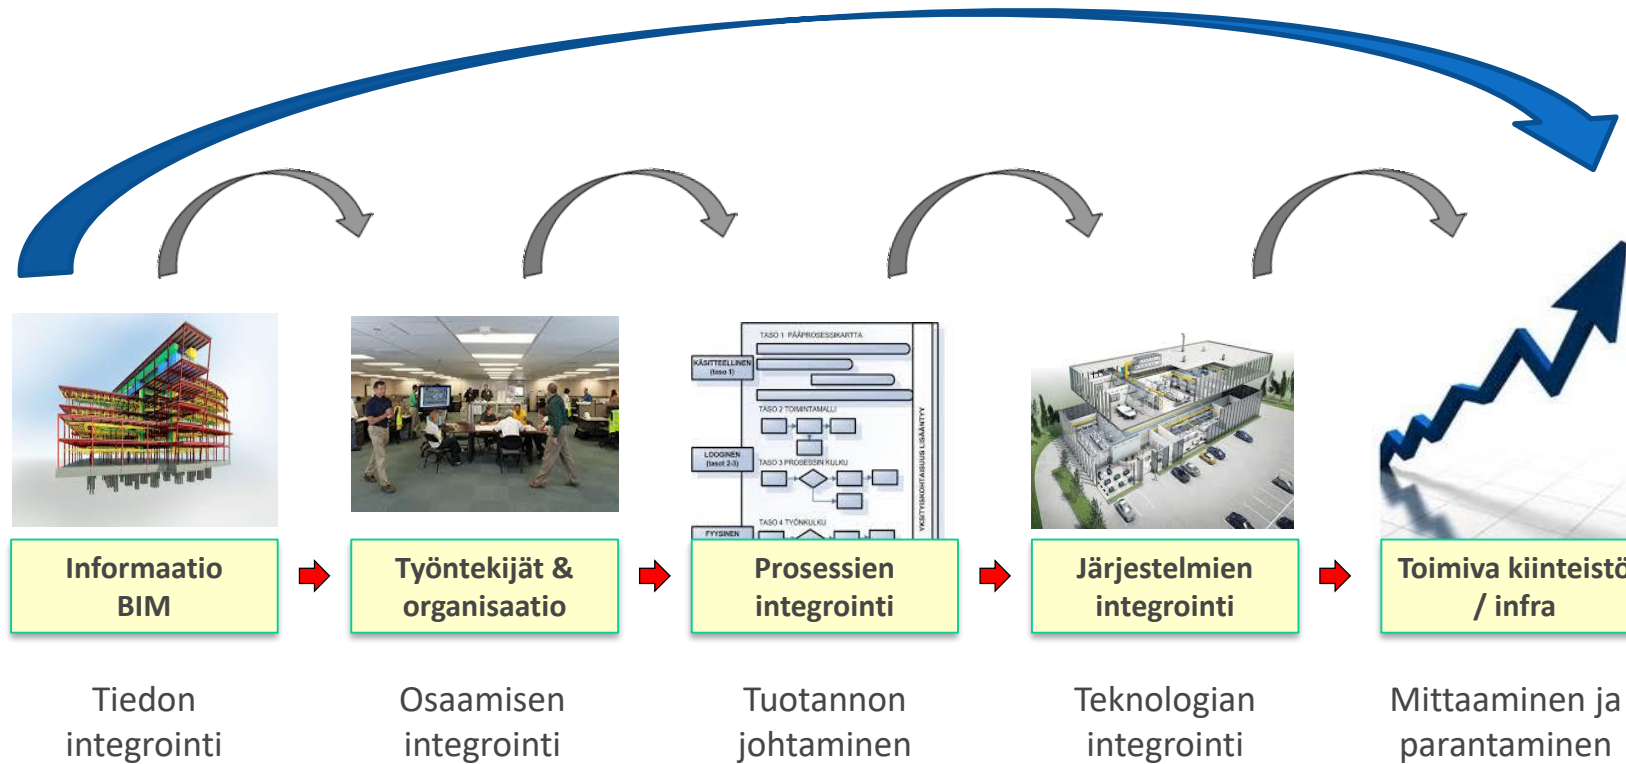 TASO 1 PÄÄPROSESSIKARTTA
KÄSITTEELLINEN
(taso 1)
TASO 2 TOIMINTAMALLI
LOOGINEN
(tasot 2-3)
TASO 3 PROSESSIN KULKU
TASO 4 TYÖNKULKU
FYYSINEN
YKSITYISKOHTAISUUS LISÄÄNTYY
Informaatio
BIM
Työntekijät &
organisaatio
Prosessien
integrointi
Järjestelmien
integrointi
Toimiva kiinteistö
/ infra
Tiedon
integrointi
Osaamisen
integrointi
Tuotannon
johtaminen
Teknologian
integrointi
Mittaaminen ja
parantaminen